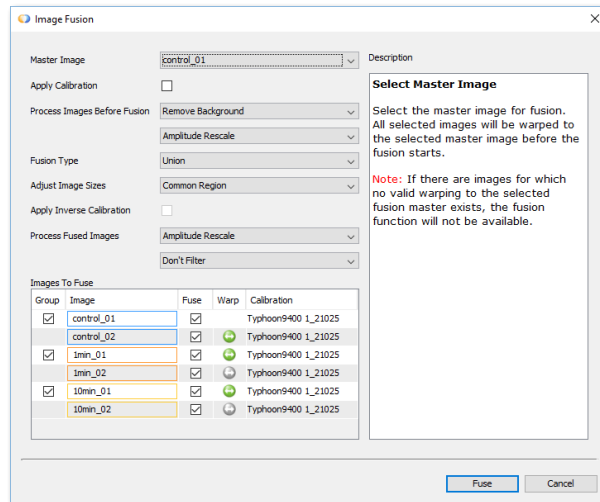 Image Fusion
Master Image
control_01
Apply Calibration
Process Images Before Fusion
Remove Background
Amplitude Rescale
Fusion Type
Union
Adjust Image Sizes
Common Region
Apply Inverse Calibration
Process Fused Images
Amplitude Rescale
Don't Filter
Description
Select Master Image
Select the master image for fusion.
All selected images will be warped to
the selected master image before the
fusion starts.
Note: If there are images for which
no valid warping to the selected
fusion master exists, the fusion
function will not be available.
Images To Fuse
Group Image Fuse Warp Calibration
control_01 Typhoon9400 1_21025
control_02 Typhoon9400 1_21025
1min_01 Typhoon9400 1_21025
1min_02 Typhoon9400 1_21025
10min_01 Typhoon9400 1_21025
10min_02 Typhoon9400 1_21025
Fuse
Cancel